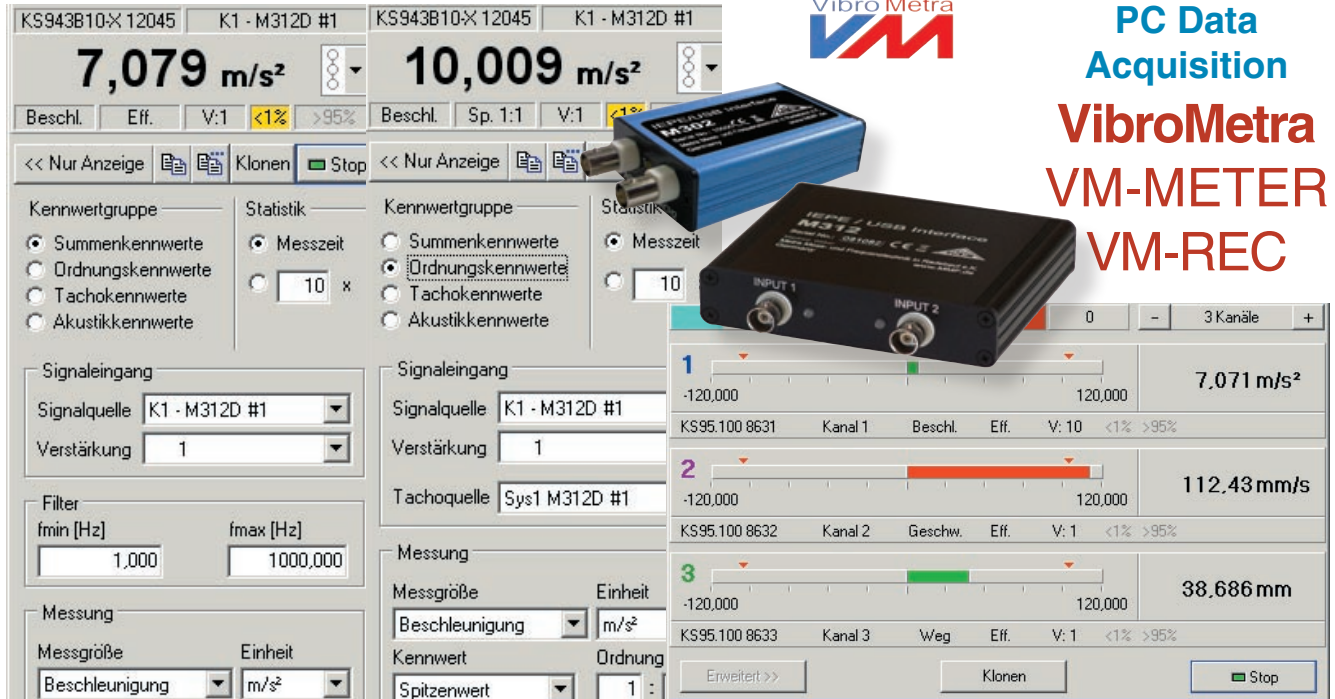 KS943B10-X 12045 K1 - M312D #1
7,079 m/s²
Beschl. Eff. V:1 <1% >95%
<< Nur Anzeige Klonen Stop
Kennwertgruppe Statistik
Summenkennwerte Messzeit
Ordnungskennwerte
10 x
Tachokennwerte
Akustikkennwerte
Signaleingang
Signalquelle K1 - M312D #1
Verstärkung 1
Filter
fmin [Hz] fmax [Hz]
1,000 1000,000
Messung
Messgröße Einheit
Beschleunigung m/s²
KS943B10-X 12045 K1 - M312D #1
10,009 m/s²
Beschl. Sp. 1:1 V:1 <1%
<< Nur Anzeige
Kennwertgruppe Statistik
Summenkennwerte Messzeit
Ordnungskennwerte
10
Tachokennwerte
Akustikkennwerte
Signaleingang
Signalquelle K1 - M312D #1
Verstärkung 1
Tachoquelle Sys1 M312D #1
Messung
Messgröße Einheit
Beschleunigung m/s²
Kennwert Ordnung
Spitzenwert 1 :
Vibro Metra
VM
IEPE/USB Interface
M302
Germany
IEPE / USB Interface
M312
Germany
INPUT 1
INPUT 2
PC Data
Acquisition
VibroMetra
VM-METER
VM-REC
0 - 3 Kanäle +
1
-120,000 120,000
7,071 m/s²
KS95.100 8631 Kanal 1 Beschl. Eff. V: 10 <1% >95%
2
-120,000 120,000
112,43 mm/s
KS95.100 8632 Kanal 2 Geschw. Eff. V: 1 <1% >95%
3
-120,000 120,000
38,686 mm
KS95.100 8633 Kanal 3 Weg Eff. V: 1 <1% >95%
Erweitert >> Klonen Stop